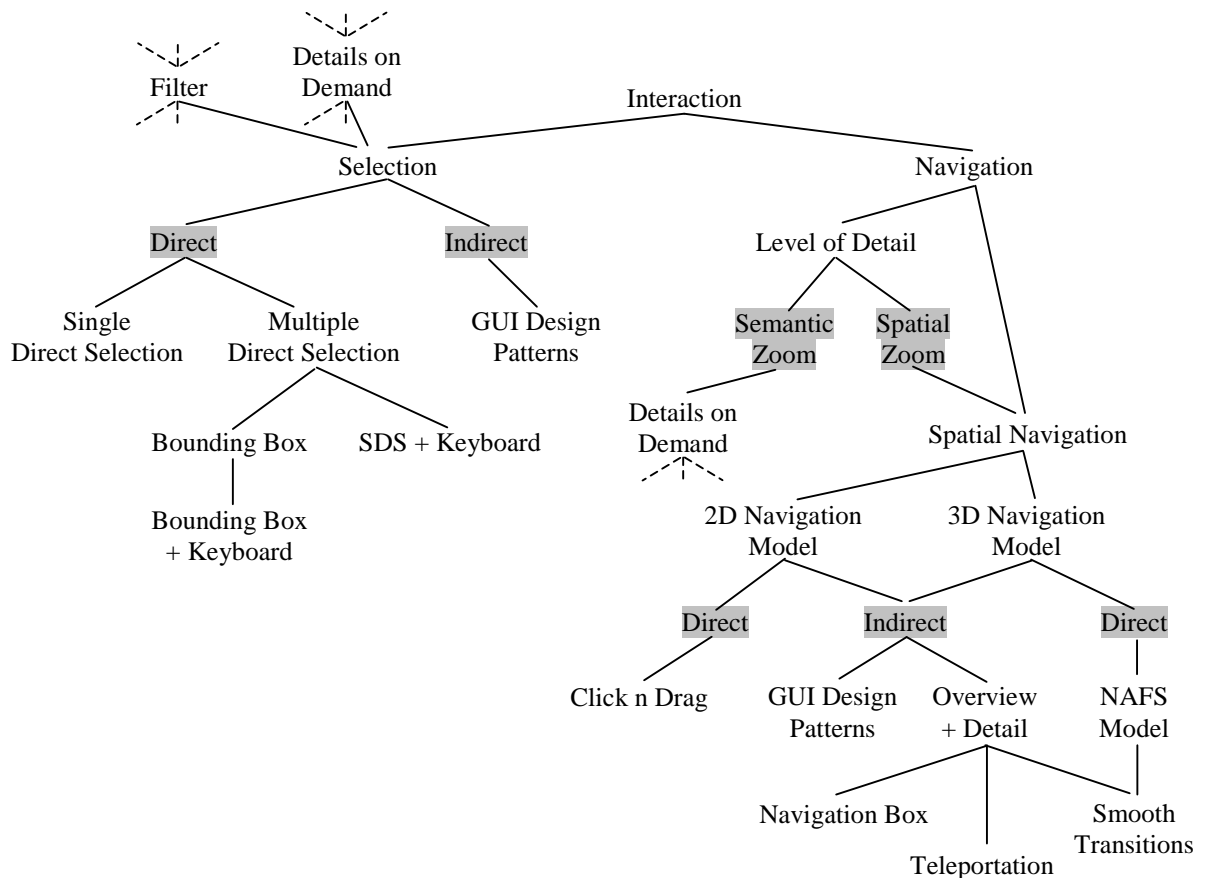 Details on
Demand
Filter
Interaction
Selection
Navigation
Direct
Indirect
Level of Detail
Single
Direct Selection
Multiple
Direct Selection
GUI Design
Patterns
Semantic
Zoom
Spatial
Zoom
Bounding Box
SDS + Keyboard
Details on
Demand
Spatial Navigation
Bounding Box
+ Keyboard
2D Navigation
Model
3D Navigation
Model
Direct
Indirect
Direct
Click n Drag
GUI Design
Patterns
Overview
+ Detail
NAFS
Model
Navigation Box
Smooth
Transitions
Teleportation